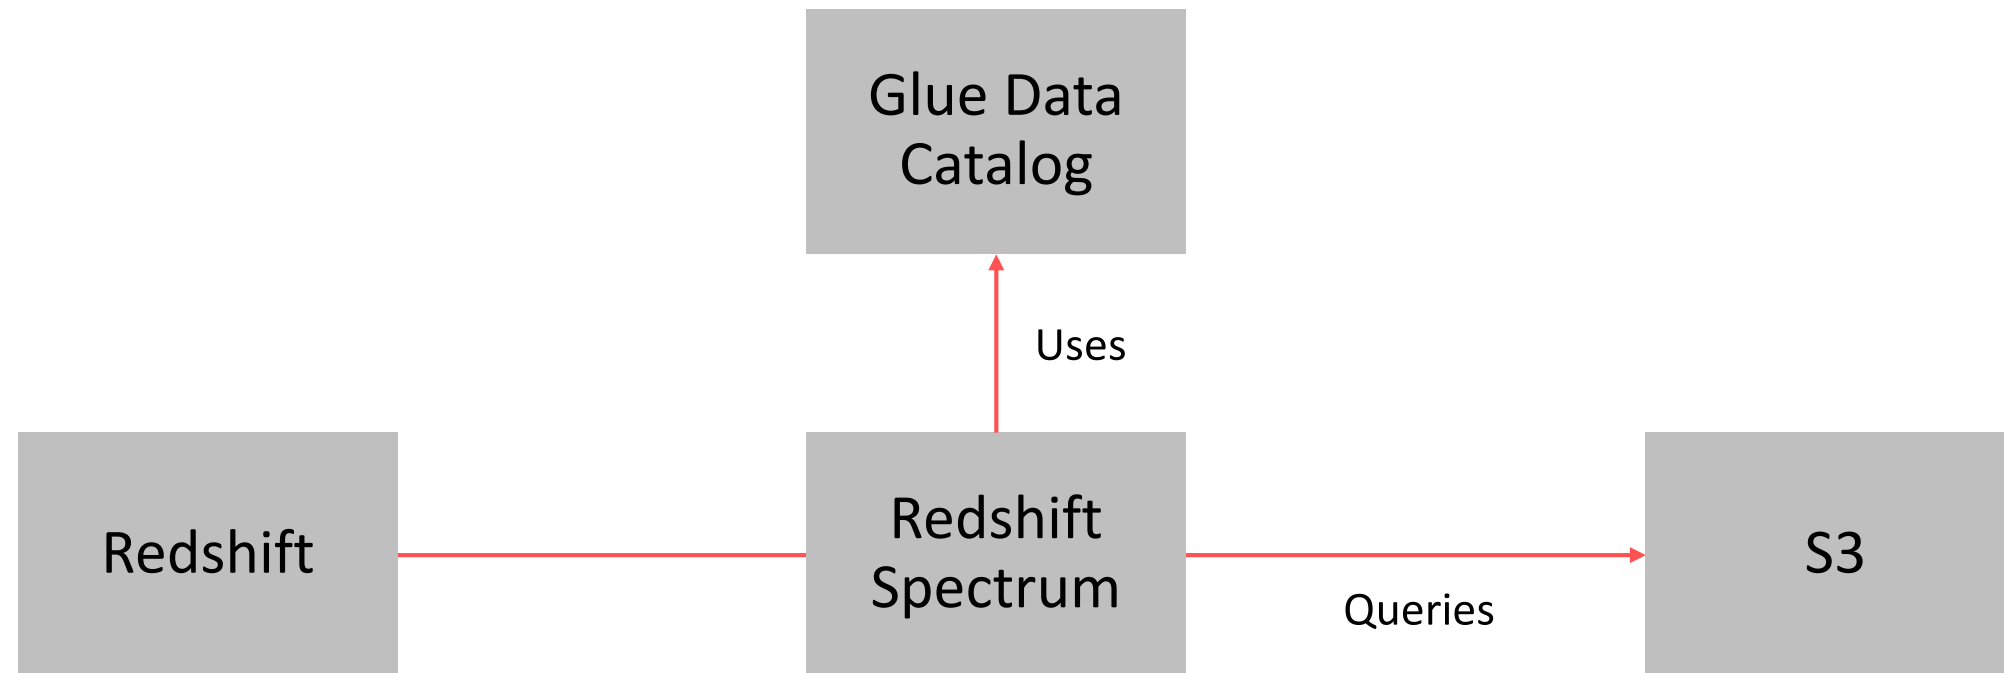 Glue Data
Catalog
Uses
Redshift
Redshift
Spectrum
Queries
S3